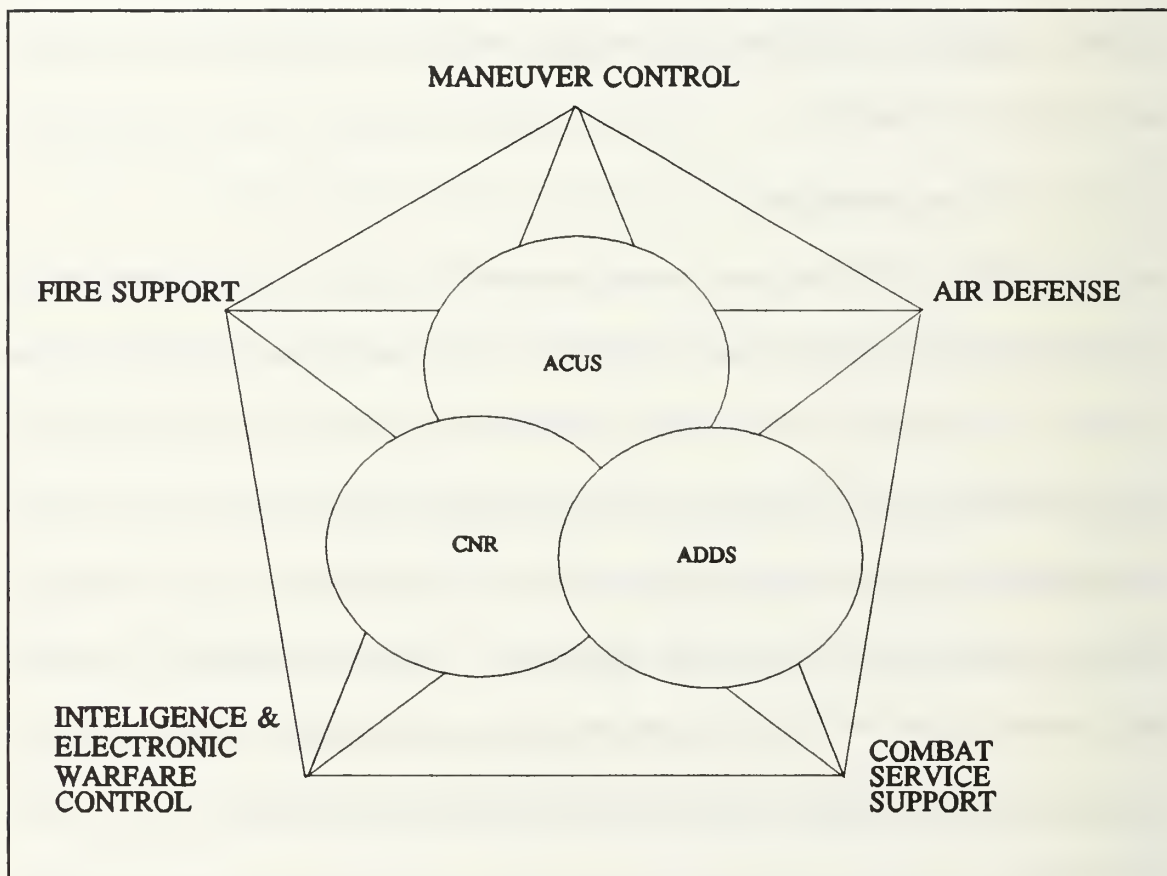 MANEUVER CONTROL
FIRE SUPPORT
AIR DEFENSE
ACUS
CNR
ADDS
INTELIGENCE &
ELECTRONIC
WARFARE
CONTROL
COMBAT
SERVICE
SUPPORT